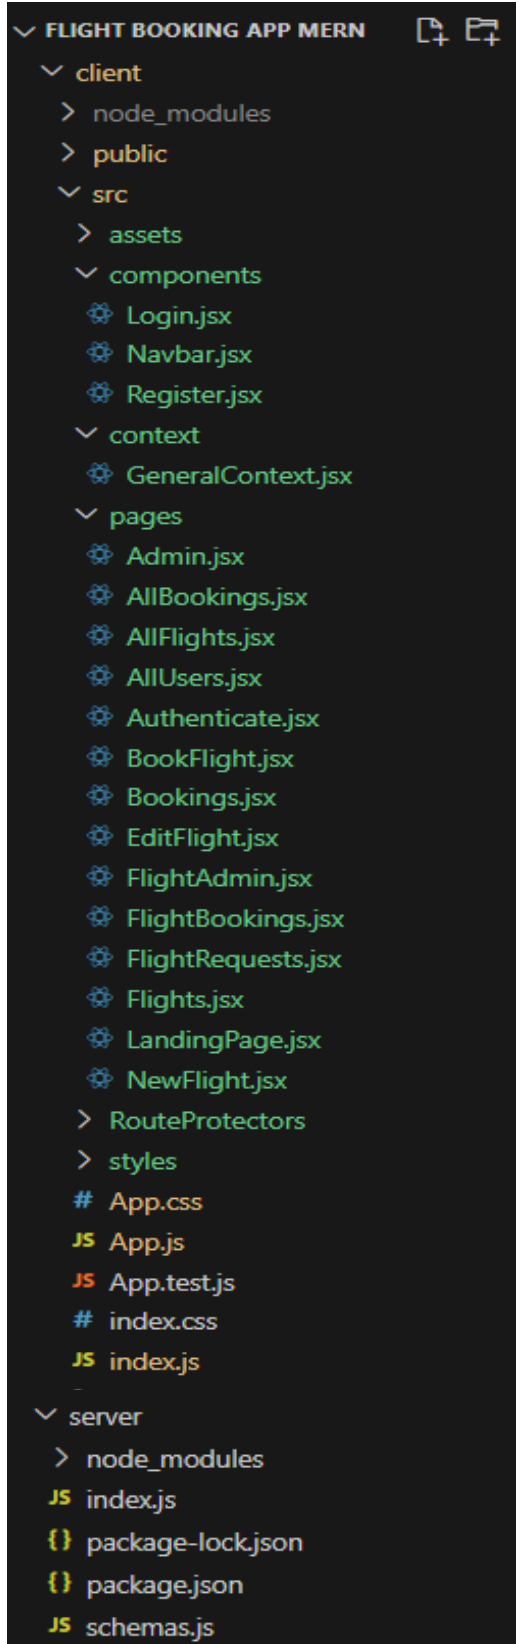 FLIGHT BOOKING APP MERN
client
node_modules
public
src
assets
components
Login.jsx
Navbar.jsx
Register.jsx
context
GeneralContext.jsx
pages
Admin.jsx
AllBookings.jsx
AllFlights.jsx
AllUsers.jsx
Authenticate.jsx
BookFlight.jsx
Bookings.jsx
EditFlight.jsx
FlightAdmin.jsx
FlightBookings.jsx
FlightRequests.jsx
Flights.jsx
LandingPage.jsx
NewFlight.jsx
RouteProtectors
styles
# App.css
JS App.js
JS App.test.js
# index.css
JS index.js
server
node_modules
JS index.js
{} package-lock.json
{} package.json
JS schemas.js